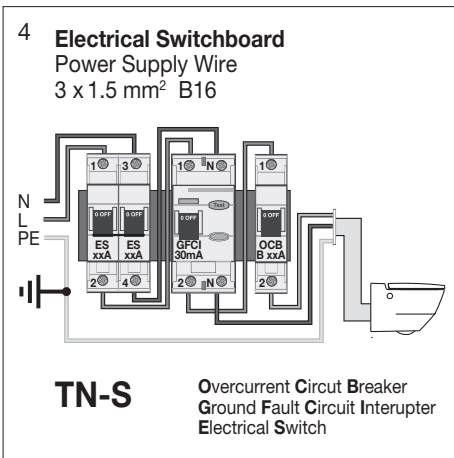 4
Electrical Switchboard
Power Supply Wire
3 x 1.5 mm² B16
1 3 1 N 1
N
L
PE
0 OFF 0 OFF 0 OFF Test 0 OFF
ES ES GFCI OCB
xxA xxA 30mA B xxA
2 4 2 N 2
TN-S
Overcurrent Circut Breaker
Ground Fault Circuit Interupter
Electrical Switch